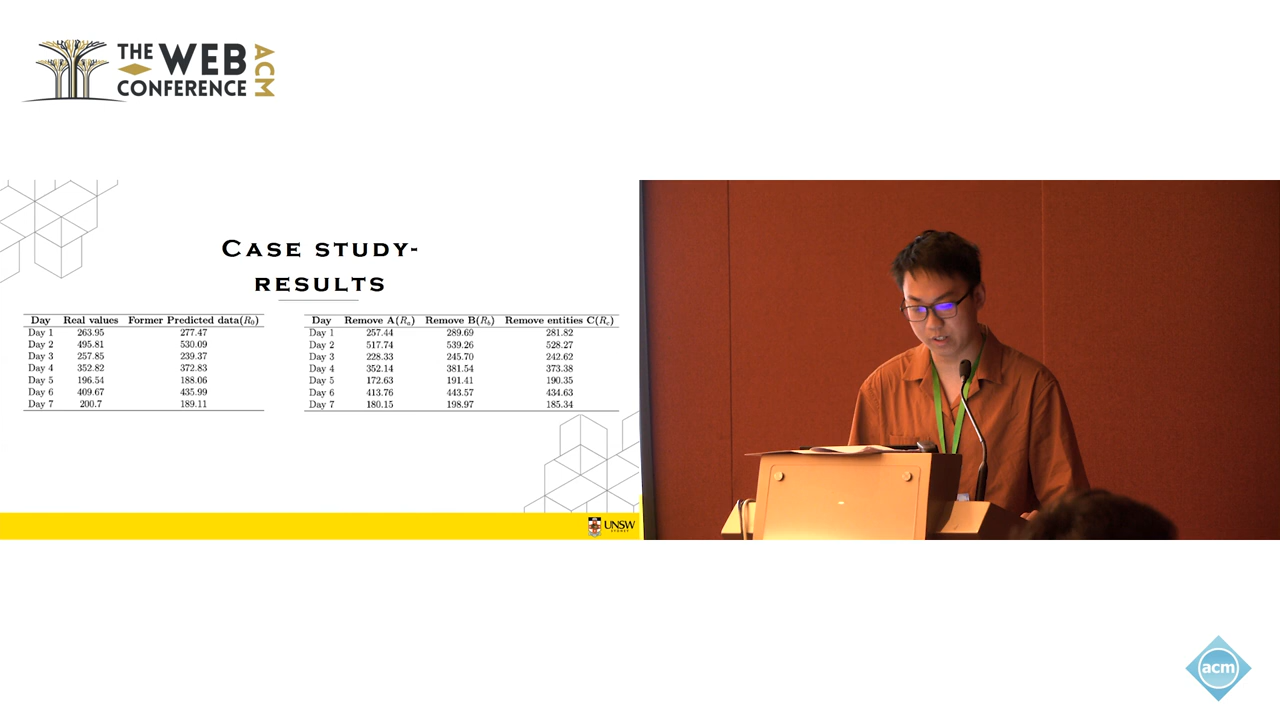 THE WEB
CONFERENCE
ACM
CASE STUDY-
RESULTS
Day Real values Former Predicted data(R0)
Day 1 263.95 277.47
Day 2 495.81 530.09
Day 3 257.85 239.37
Day 4 352.82 372.83
Day 5 196.54 188.06
Day 6 409.67 435.99
Day 7 200.7 189.11
Day Remove A(Ra) Remove B(Rb) Remove entities C(Rc)
Day 1 257.44 289.69 281.82
Day 2 517.74 539.26 528.27
Day 3 228.33 245.70 242.62
Day 4 352.14 381.54 373.38
Day 5 172.63 191.41 190.35
Day 6 413.76 443.57 434.63
Day 7 180.15 198.97 185.34
UNSW
SYDNEY
acm